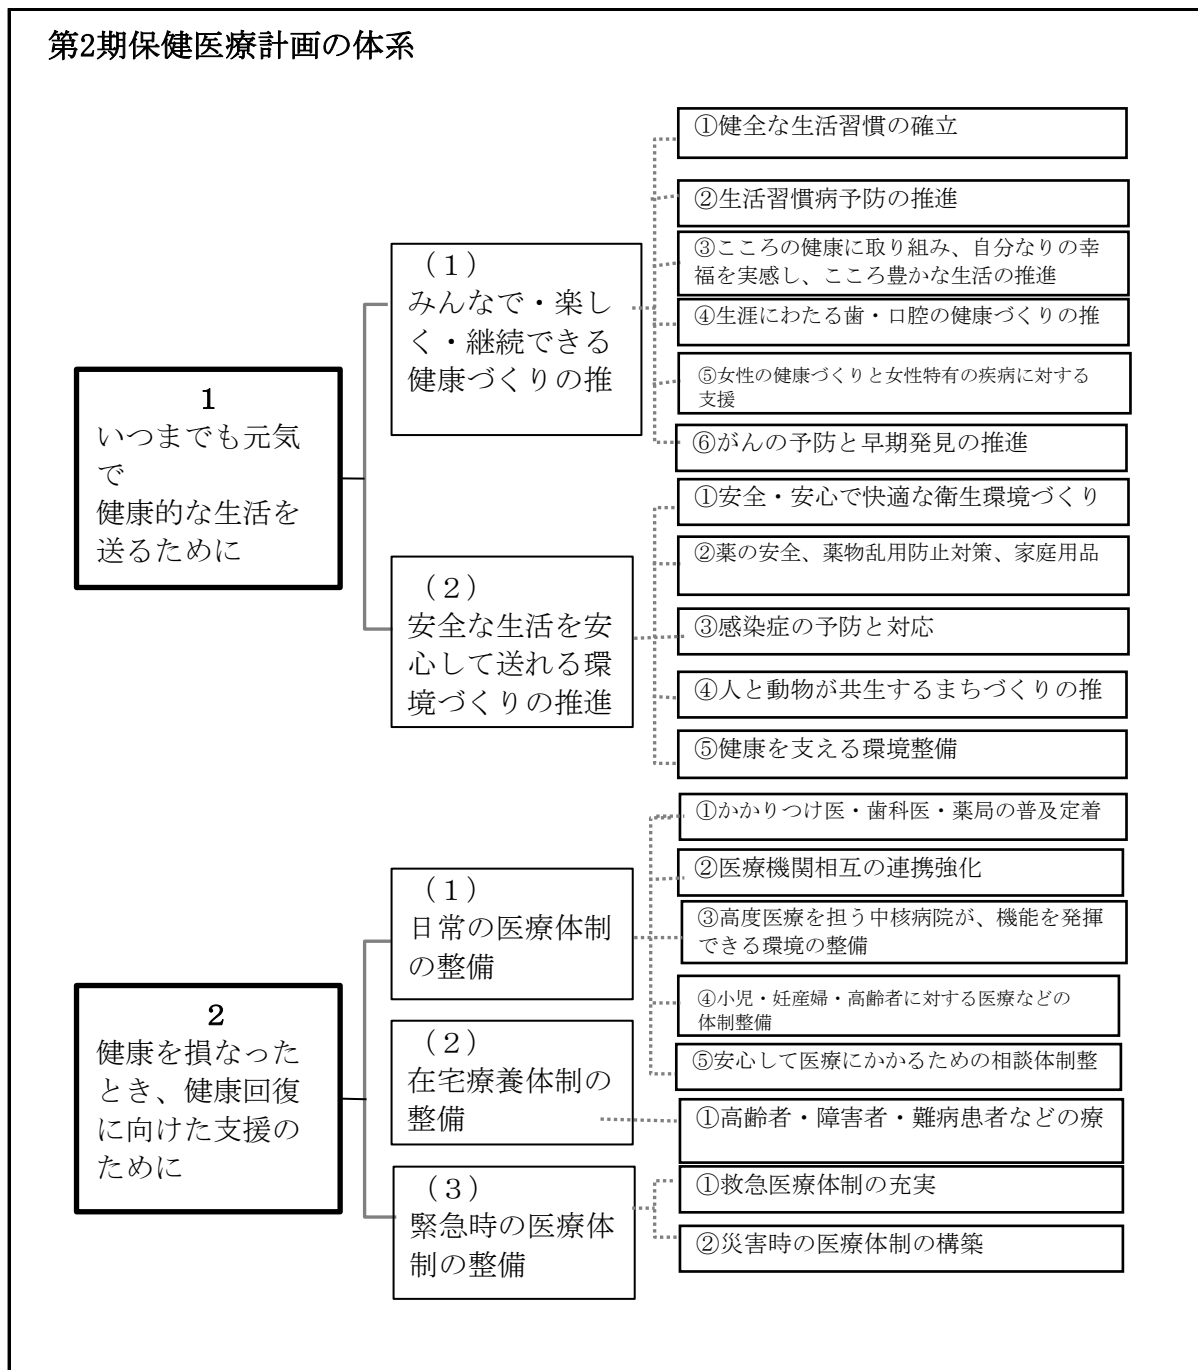 第2期保健医療計画の体系
1
いつまでも元気
で
健康的な生活を
送るために
（１）
みんなで・楽し
く・継続できる
健康づくりの推
①健全な生活習慣の確立
②生活習慣病予防の推進
③こころの健康に取り組み、自分なりの幸
福を実感し、こころ豊かな生活の推進
④生涯にわたる歯・口腔の健康づくりの推
⑤女性の健康づくりと女性特有の疾病に対する
支援
⑥がんの予防と早期発見の推進
（２）
安全な生活を安
心して送れる環
境づくりの推進
①安全・安心で快適な衛生環境づくり
②薬の安全、薬物乱用防止対策、家庭用品
③感染症の予防と対応
④人と動物が共生するまちづくりの推
⑤健康を支える環境整備
2
健康を損なった
とき、健康回復
に向けた支援の
ために
（１）
日常の医療体制
の整備
①かかりつけ医・歯科医・薬局の普及定着
②医療機関相互の連携強化
③高度医療を担う中核病院が、機能を発揮
できる環境の整備
④小児・妊産婦・高齢者に対する医療などの
体制整備
⑤安心して医療にかかるための相談体制整
（２）
在宅療養体制の
整備
①高齢者・障害者・難病患者などの療
（３）
緊急時の医療体
制の整備
①救急医療体制の充実
②災害時の医療体制の構築